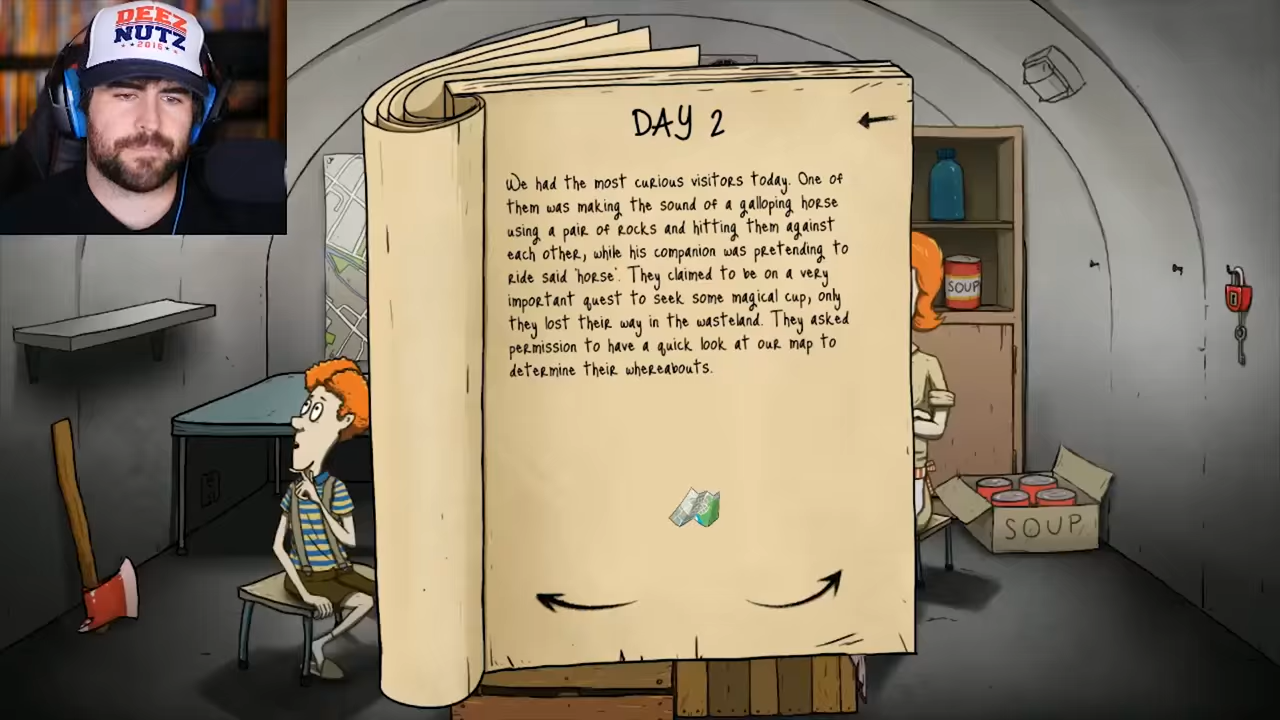 DEEZ
NUTZ
2016
DAY 2
We had the most curious visitors today. One of
them was making the sound of a galloping horse
using a pair of rocks and hitting them against
each other, while his companion was pretending to
ride said 'horse'. They claimed to be on a very
important quest to seek some magical cup, only
they lost their way in the wasteland. They asked
permission to have a quick look at our map to
determine their whereabouts.
SOUP
SOUP